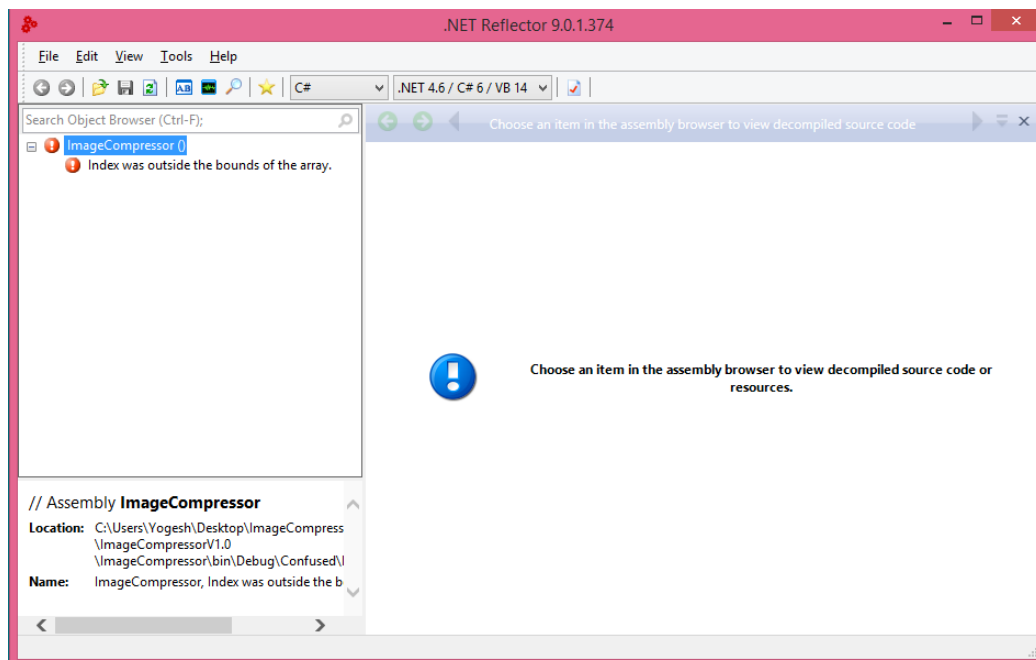 .NET Reflector 9.0.1.374
File Edit View Tools Help
C# .NET 4.6 / C# 6 / VB 14
Search Object Browser (Ctrl-F);
Choose an item in the assembly browser to view decompiled source code
ImageCompressor ()
Index was outside the bounds of the array.
Choose an item in the assembly browser to view decompiled source code or
resources.
// Assembly ImageCompressor
Location: C:\Users\Yogesh\Desktop\ImageCompress
\ImageCompressorV1.0
\ImageCompressor\bin\Debug\Confused\
Name: ImageCompressor, Index was outside the b